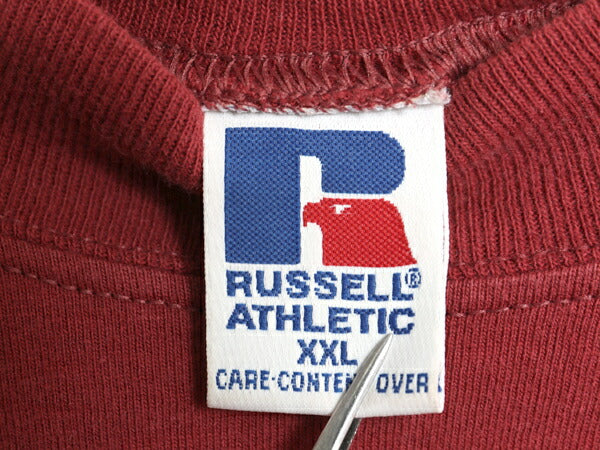 RUSSELL®
ATHLETIC
XXL
CARE-CONTENT OVER